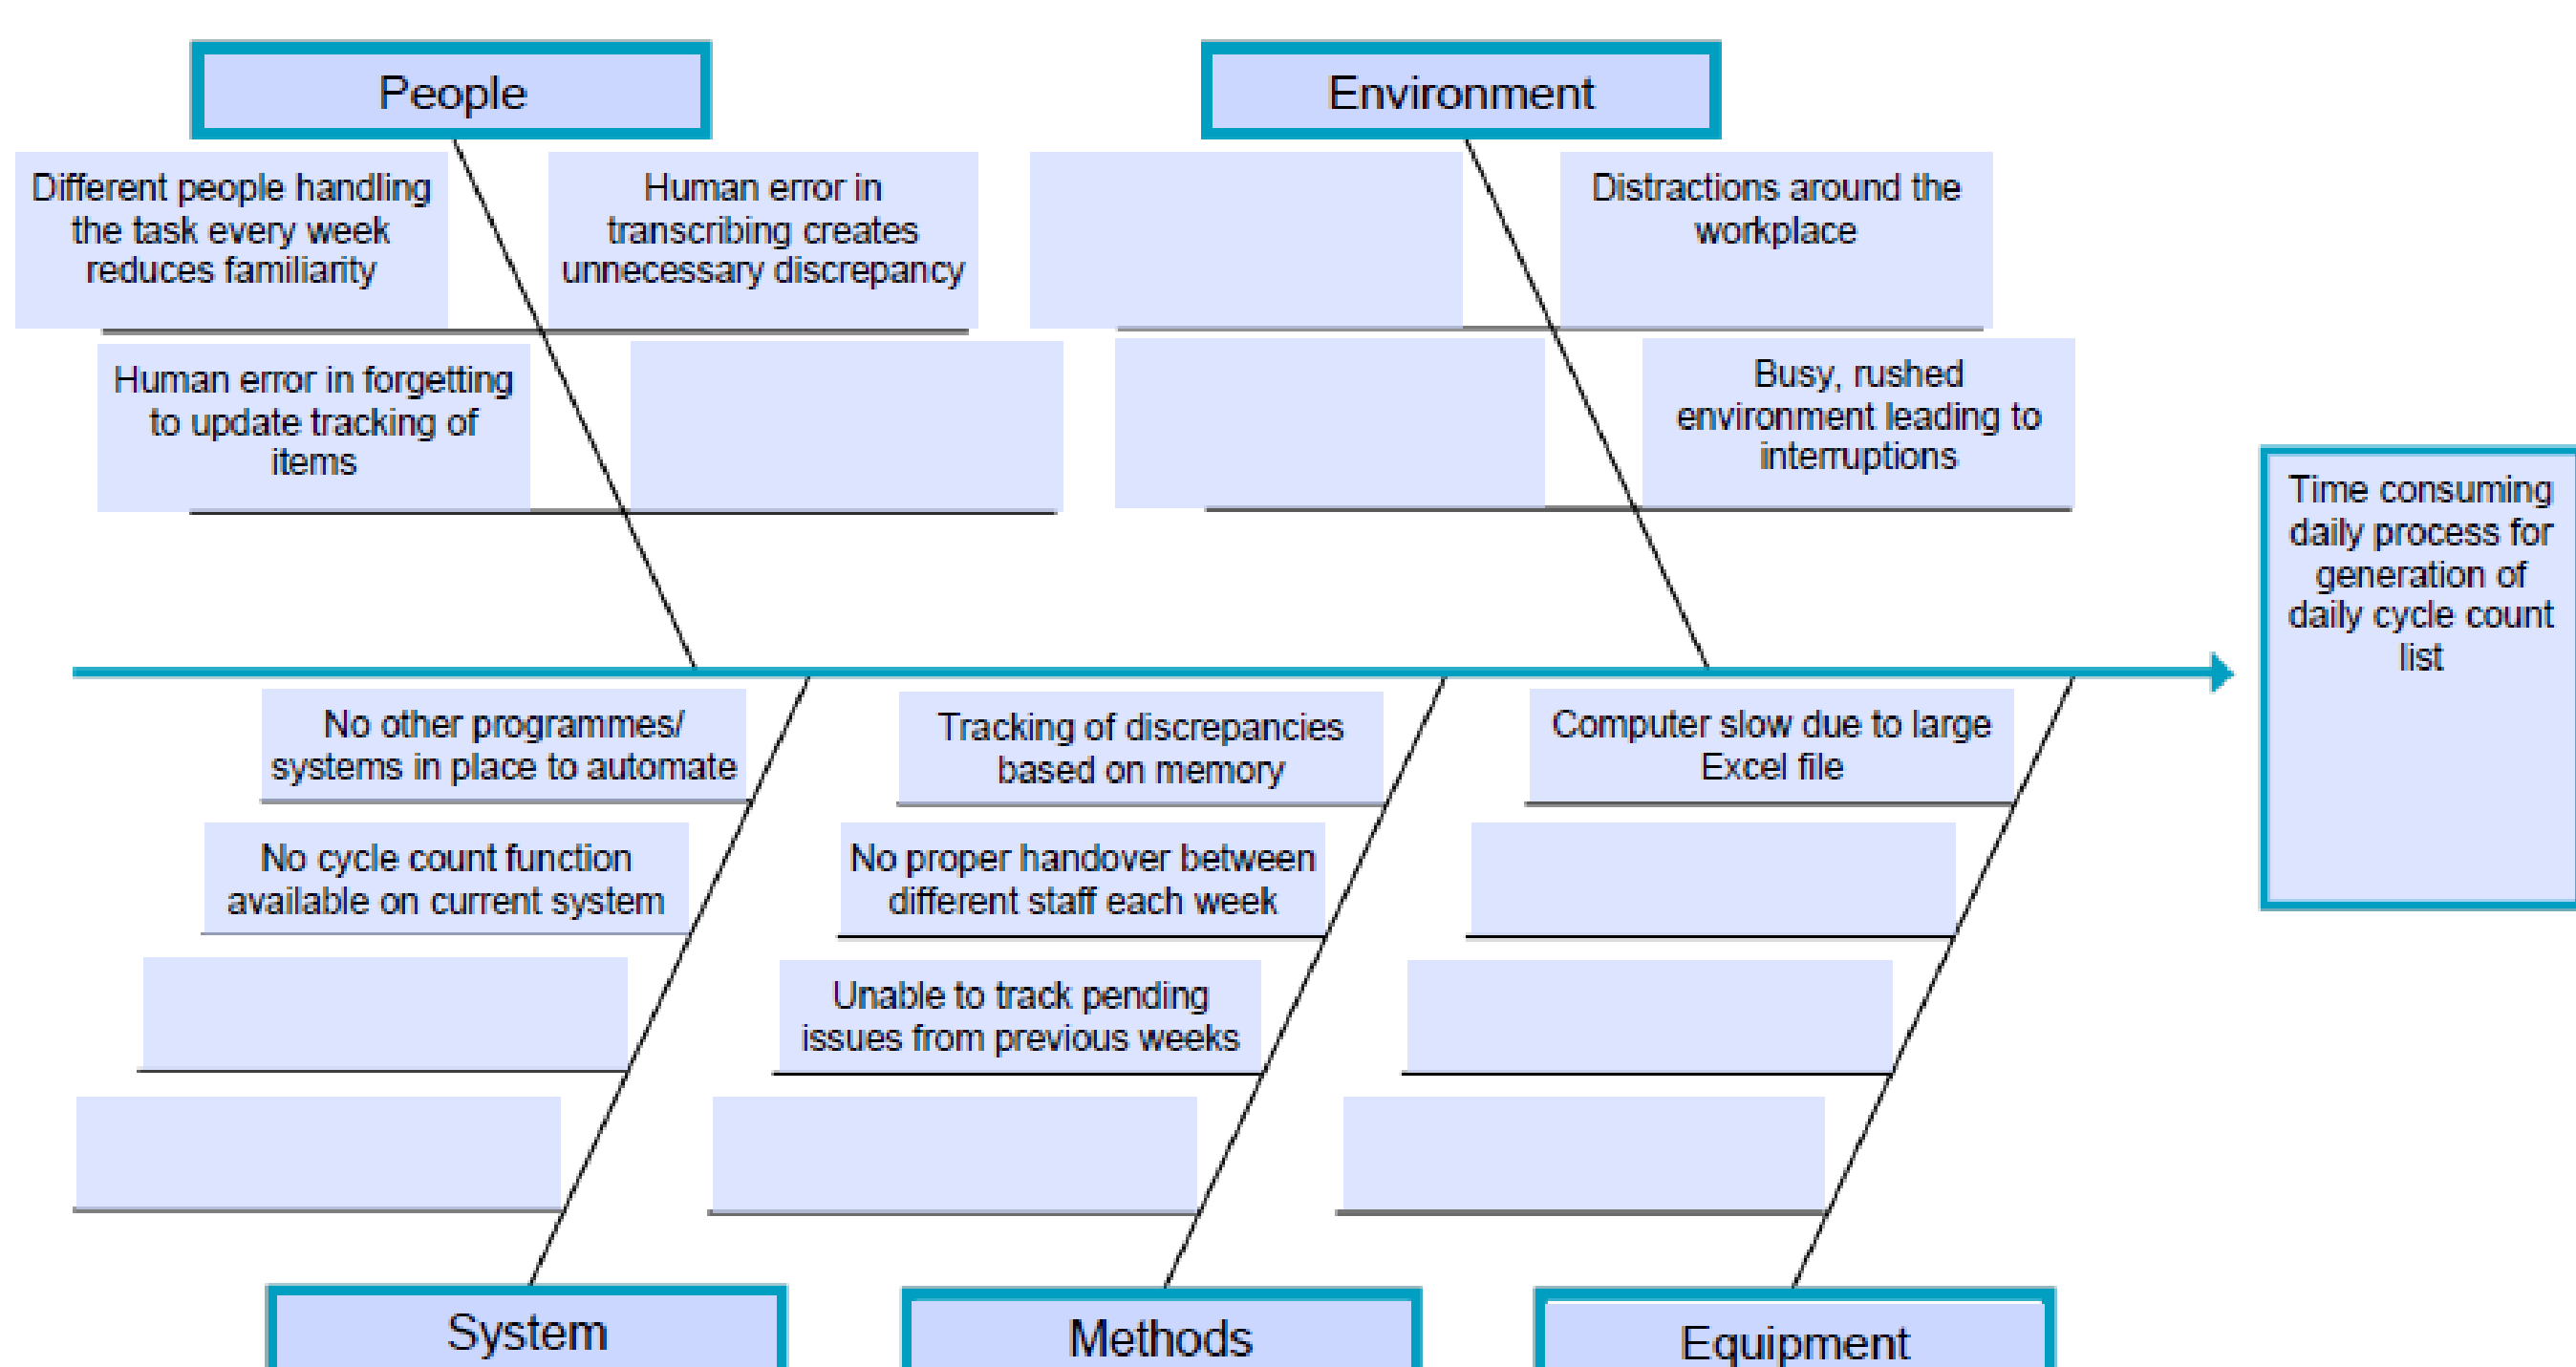 People
Environment
Different people handling
the task every week
reduces familiarity
Human error in
transcribing creates
unnecessary discrepancy
Distractions around the
workplace
Human error in forgetting
to update tracking of
items
Busy, rushed
environment leading to
interruptions
Time consuming
daily process for
generation of
daily cycle count
list
No other programmes/
systems in place to automate
Tracking of discrepancies
based on memory
Computer slow due to large
Excel file
No cycle count function
available on current system
No proper handover between
different staff each week
Unable to track pending
issues from previous weeks
System
Methods
Equipment